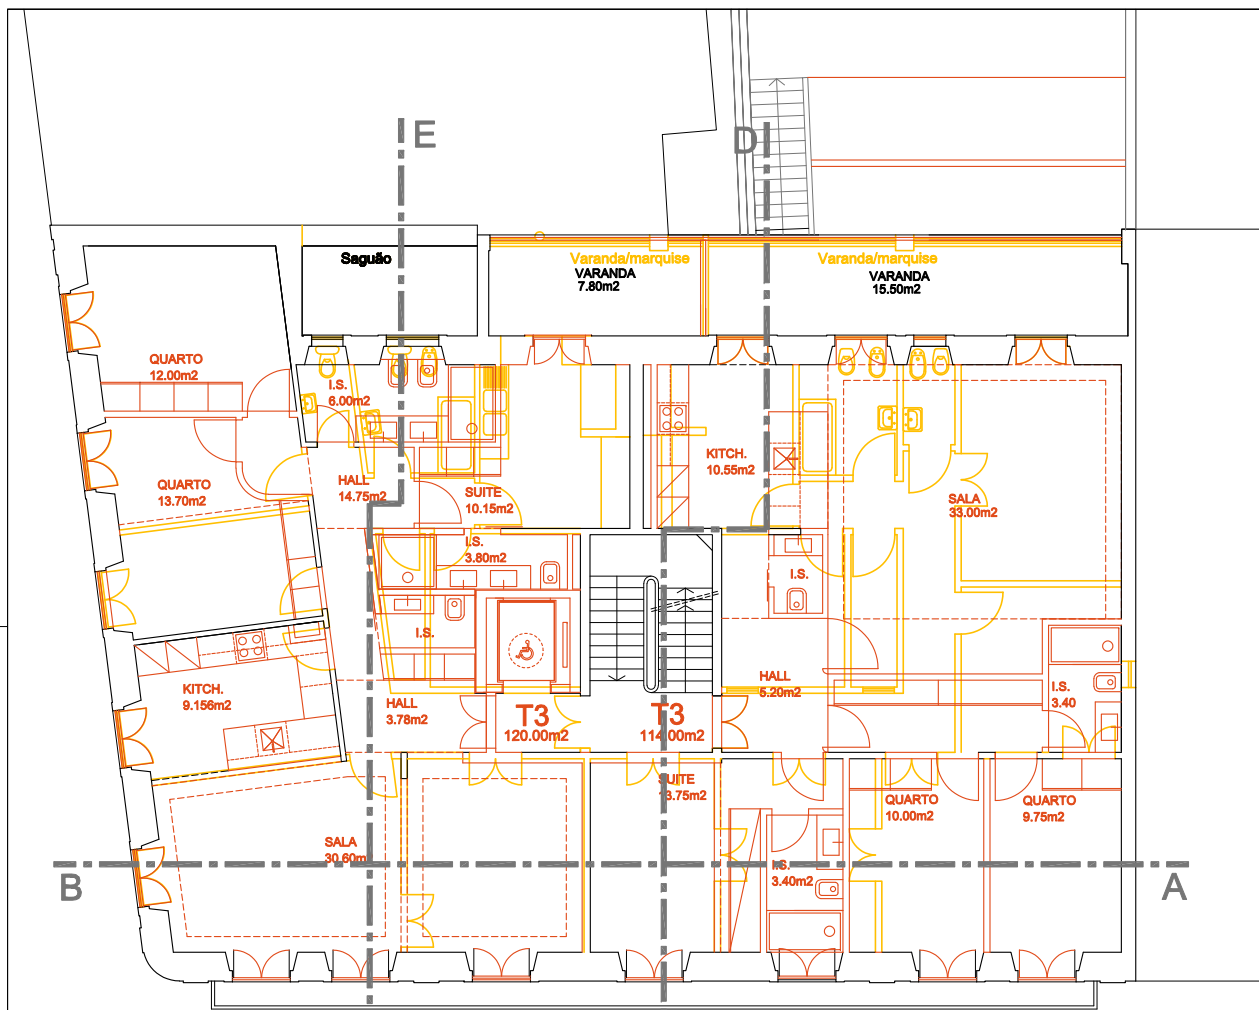 E
D
Saguão
Varanda/marquise
VARANDA
7.80m2
Varanda/marquise
VARANDA
15.50m2
QUARTO
12.00m2
I.S.
6.00m2
KITCH.
10.55m2
QUARTO
13.70m2
HALL
14.75m2
SUITE
10.15m2
SALA
33.00m2
I.S.
3.80m2
I.S.
I.S.
KITCH.
9.156m2
HALL
3.78m2
T3
120.00m2
T3
114.00m2
HALL
5.20m2
I.S.
3.40
SUITE
13.75m2
QUARTO
10.00m2
QUARTO
9.75m2
SALA
30.60m
I.S.
3.40m2
B
A